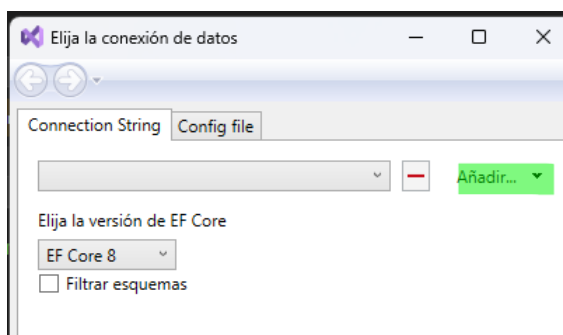 Elija la conexión de datos
Connection String Config file
Añadir...
Elija la versión de EF Core
EF Core 8
Filtrar esquemas